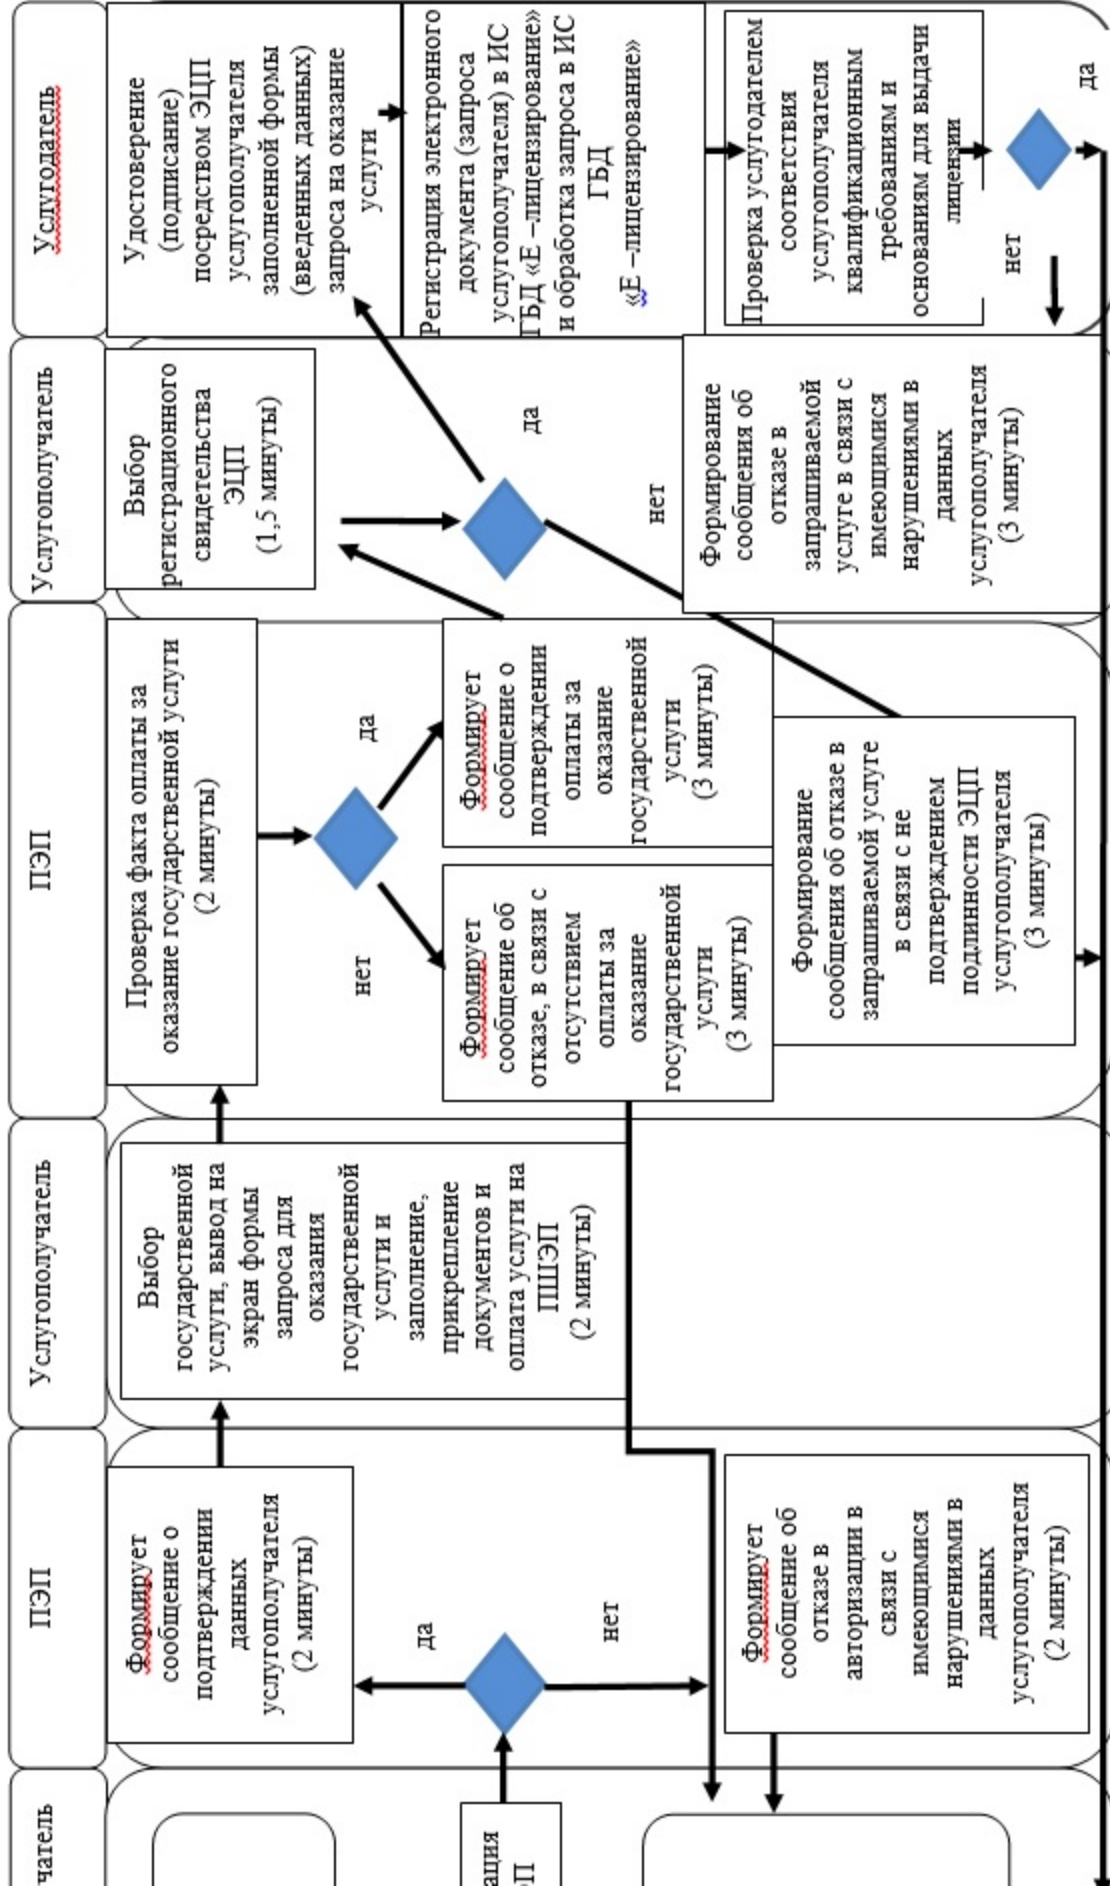 чатель
ПЭП
Услугополучатель
ПЭП
Услугополучатель
Услугодатель
ация
ЭП
Формирует
сообщение о
подтверждении
данных
услугополучателя
(2 минуты)
да
нет
Формирует
сообщение об
отказе в
авторизации в
связи с
имеющимися
нарушениями в
данных
услугополучателя
(2 минуты)
Выбор
государственной
услуги, вывод на
экран формы
запроса для
оказания
государственной
услуги и
заполнение,
прикрепление
документов и
оплата услуги на
ПШЭП
(2 минуты)
Проверка факта оплаты за
оказание государственной услуги
(2 минуты)
нет
да
Формирует
сообщение об
отказе, в связи с
отсутствием
оплаты за
оказание
государственной
услуги
(3 минуты)
Формирует
сообщение о
подтверждении
оплаты за
оказание
государственной
услуги
(3 минуты)
Формирование
сообщения об отказе в
запрашиваемой услуге
в связи с не
подтверждением
подлинности ЭЦП
услугополучателя
(3 минуты)
Выбор
регистрационного
свидетельства
ЭЦП
(1,5 минуты)
да
нет
Формирование
сообщения об
отказе в
запрашиваемой
услуге в связи с
имеющимися
нарушениями в
данных
услугополучателя
(3 минуты)
Удостоверение
(подписание)
посредством ЭЦП
услугополучателя
заполненной формы
(введенных данных)
запроса на оказание
услуги
Регистрация электронного
документа (запроса
услугополучателя) в ИС
ГБД «Е –лицензирование»
и обработка запроса в ИС
ГБД
«Е –лицензирование»
Проверка услугодателем
соответствия
услугополучателя
квалификационным
требованиям и
основаниям для выдачи
лицензии
нет
да